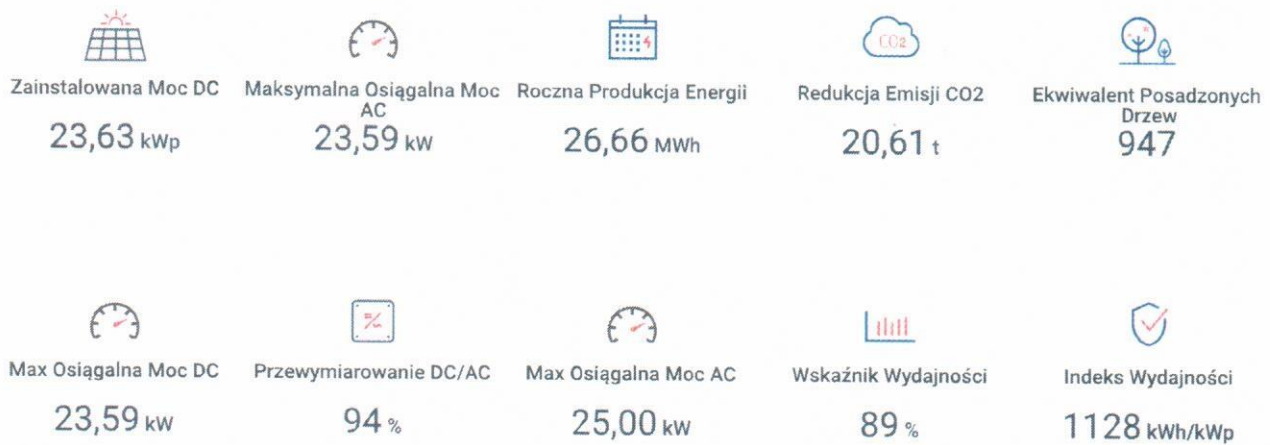 CO2
Zainstalowana Moc DC
23,63 kWp
Maksymalna Osiągalna Moc
AC
23,59 kW
Roczna Produkcja Energii
26,66 MWh
Redukcja Emisji CO2
20,61 t
Ekwiwalent Posadzonych
Drzew
947
Max Osiągalna Moc DC
23,59 kW
Przewymiarowanie DC/AC
94 %
Max Osiągalna Moc AC
25,00 kW
Wskaźnik Wydajności
89 %
Indeks Wydajności
1128 kWh/kWp